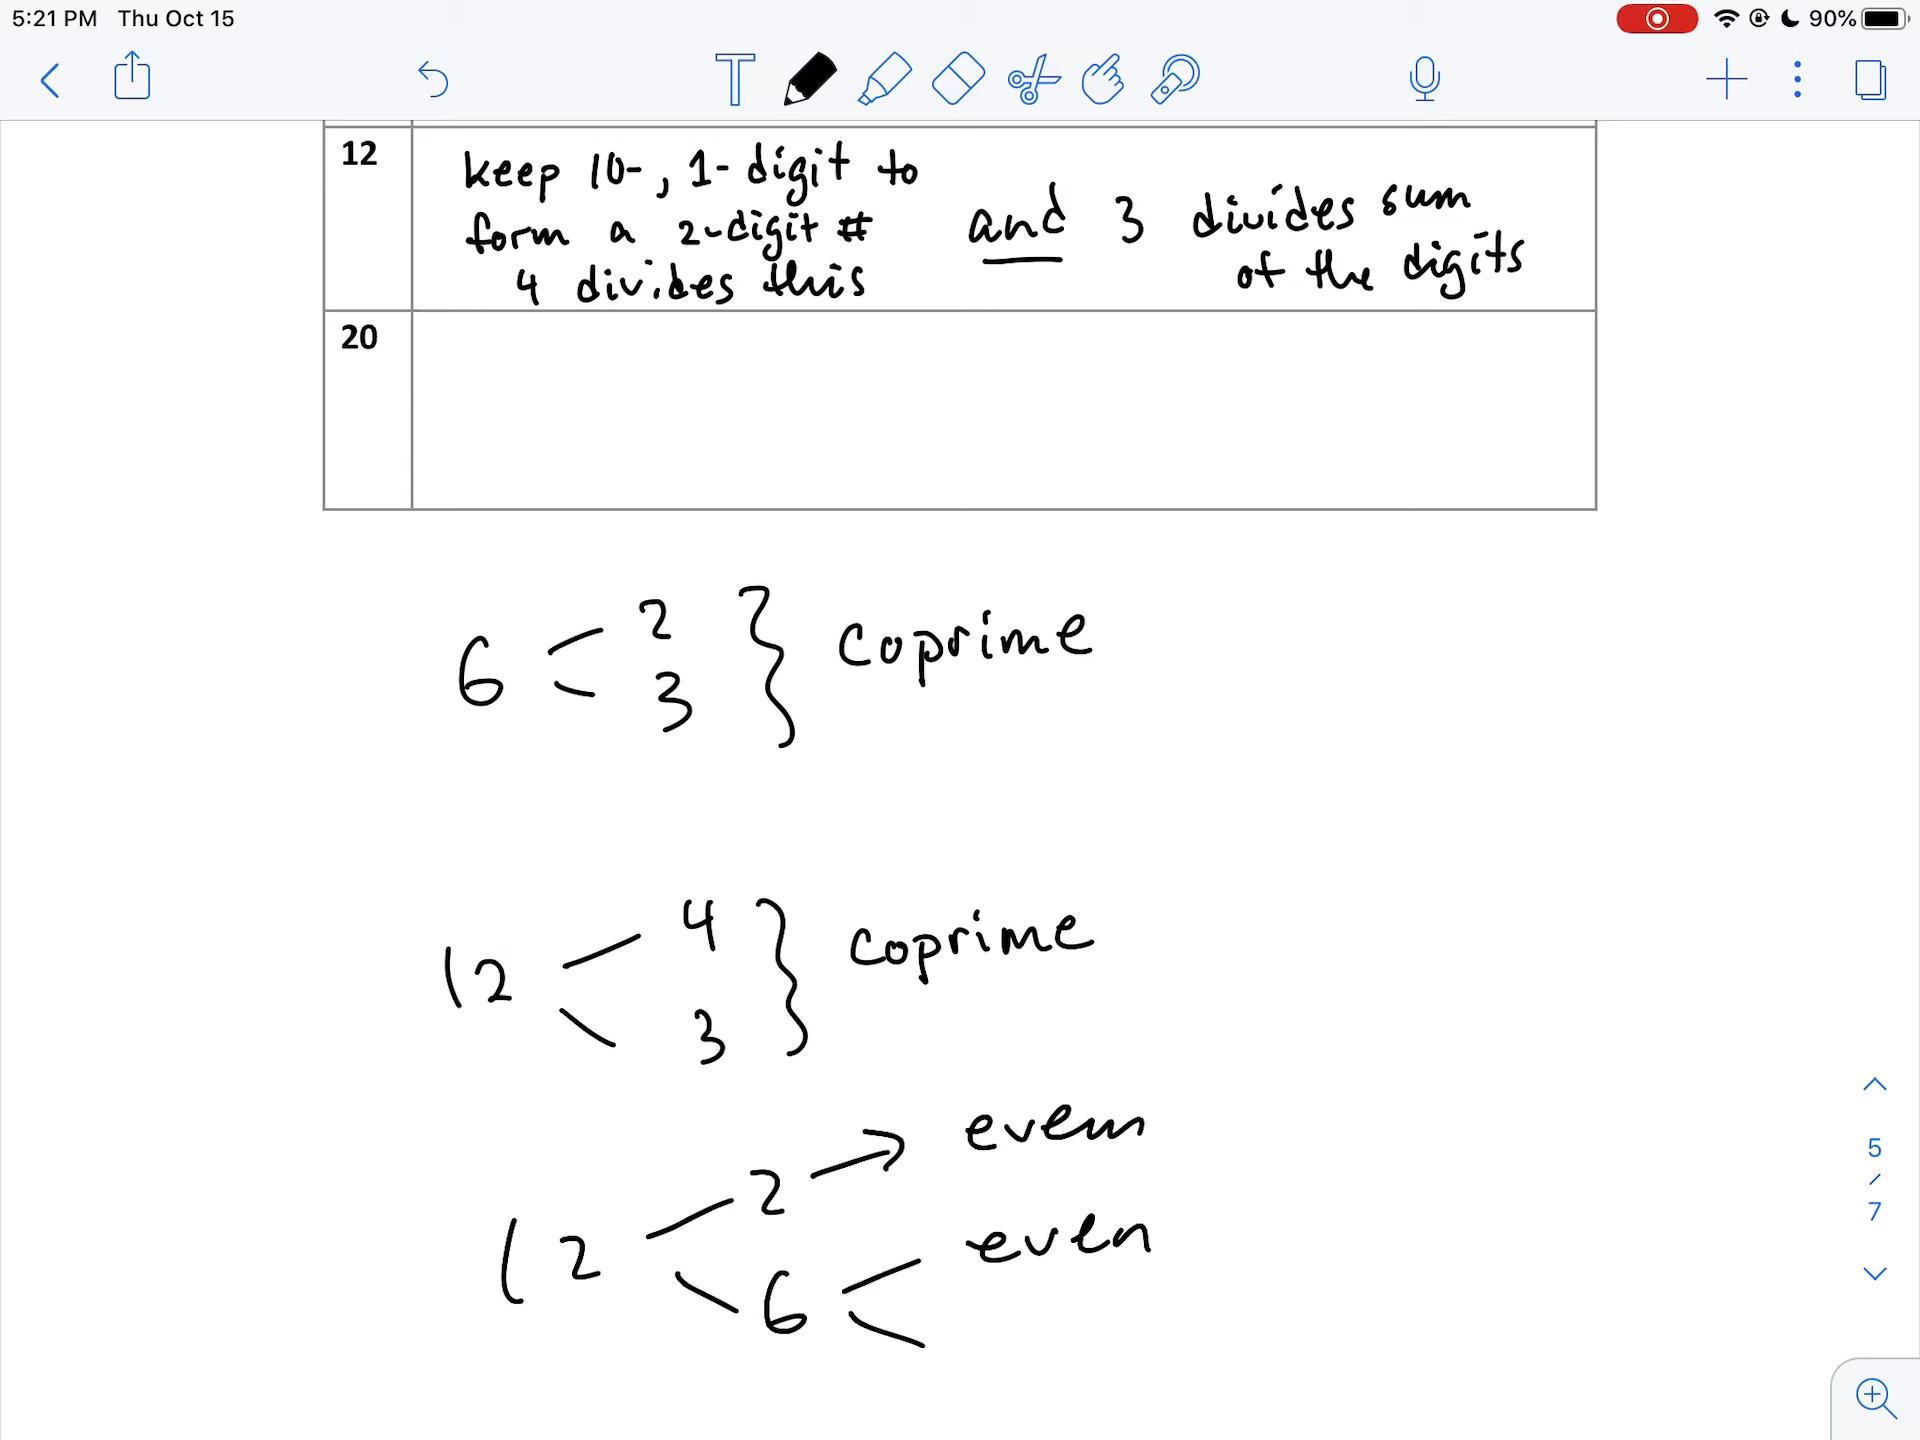 5:21 PM Thu Oct 15
90%
12
keep 10-, 1-digit to
form a 2-digit #
4 divides this
and 3 divides sum
of the digits
20
6 2 3 } coprime
12 4 3 } coprime
12 2 → even
6 even
5
/
7